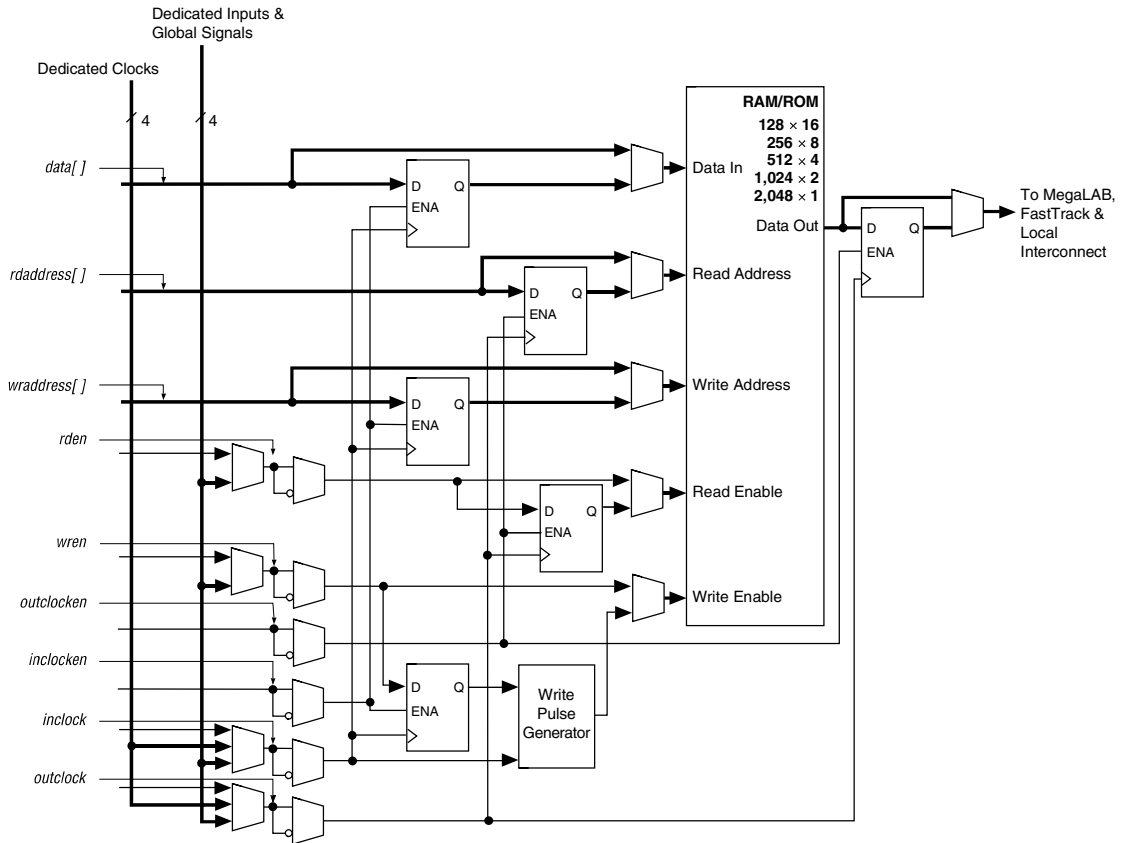 Dedicated Inputs &
Global Signals
Dedicated Clocks
4
4
RAM/ROM
128 × 16
256 × 8
512 × 4
1,024 × 2
2,048 × 1
data[ ]
D
Q
ENA
Data In
Data Out
D
Q
ENA
To MegaLAB,
FastTrack &
Local
Interconnect
rdaddress[ ]
D
Q
ENA
Read Address
wraddress[ ]
D
Q
ENA
Write Address
rden
D
Q
ENA
Read Enable
wren
Write Enable
outclocken
inclocken
D
Q
ENA
Write
Pulse
Generator
inclock
outclock